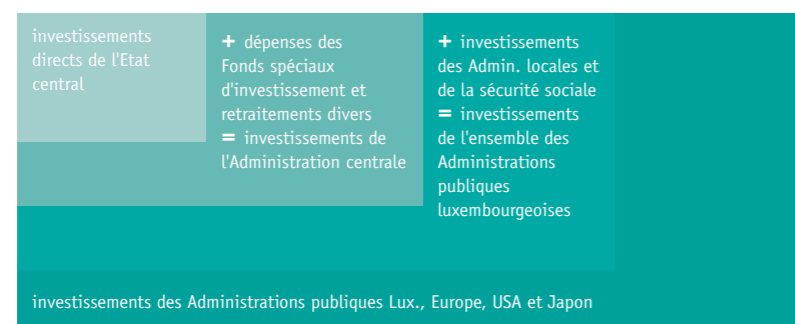 investissements
directs de l'Etat
central
+ dépenses des
Fonds spéciaux
d'investissement et
retraitements divers
= investissements de
l'Administration centrale
+ investissements
des Admin. locales et
de la sécurité sociale
= investissements
de l'ensemble des
Administrations
publiques
luxembourgeoises
investissements des Administrations publiques Lux., Europe, USA et Japon